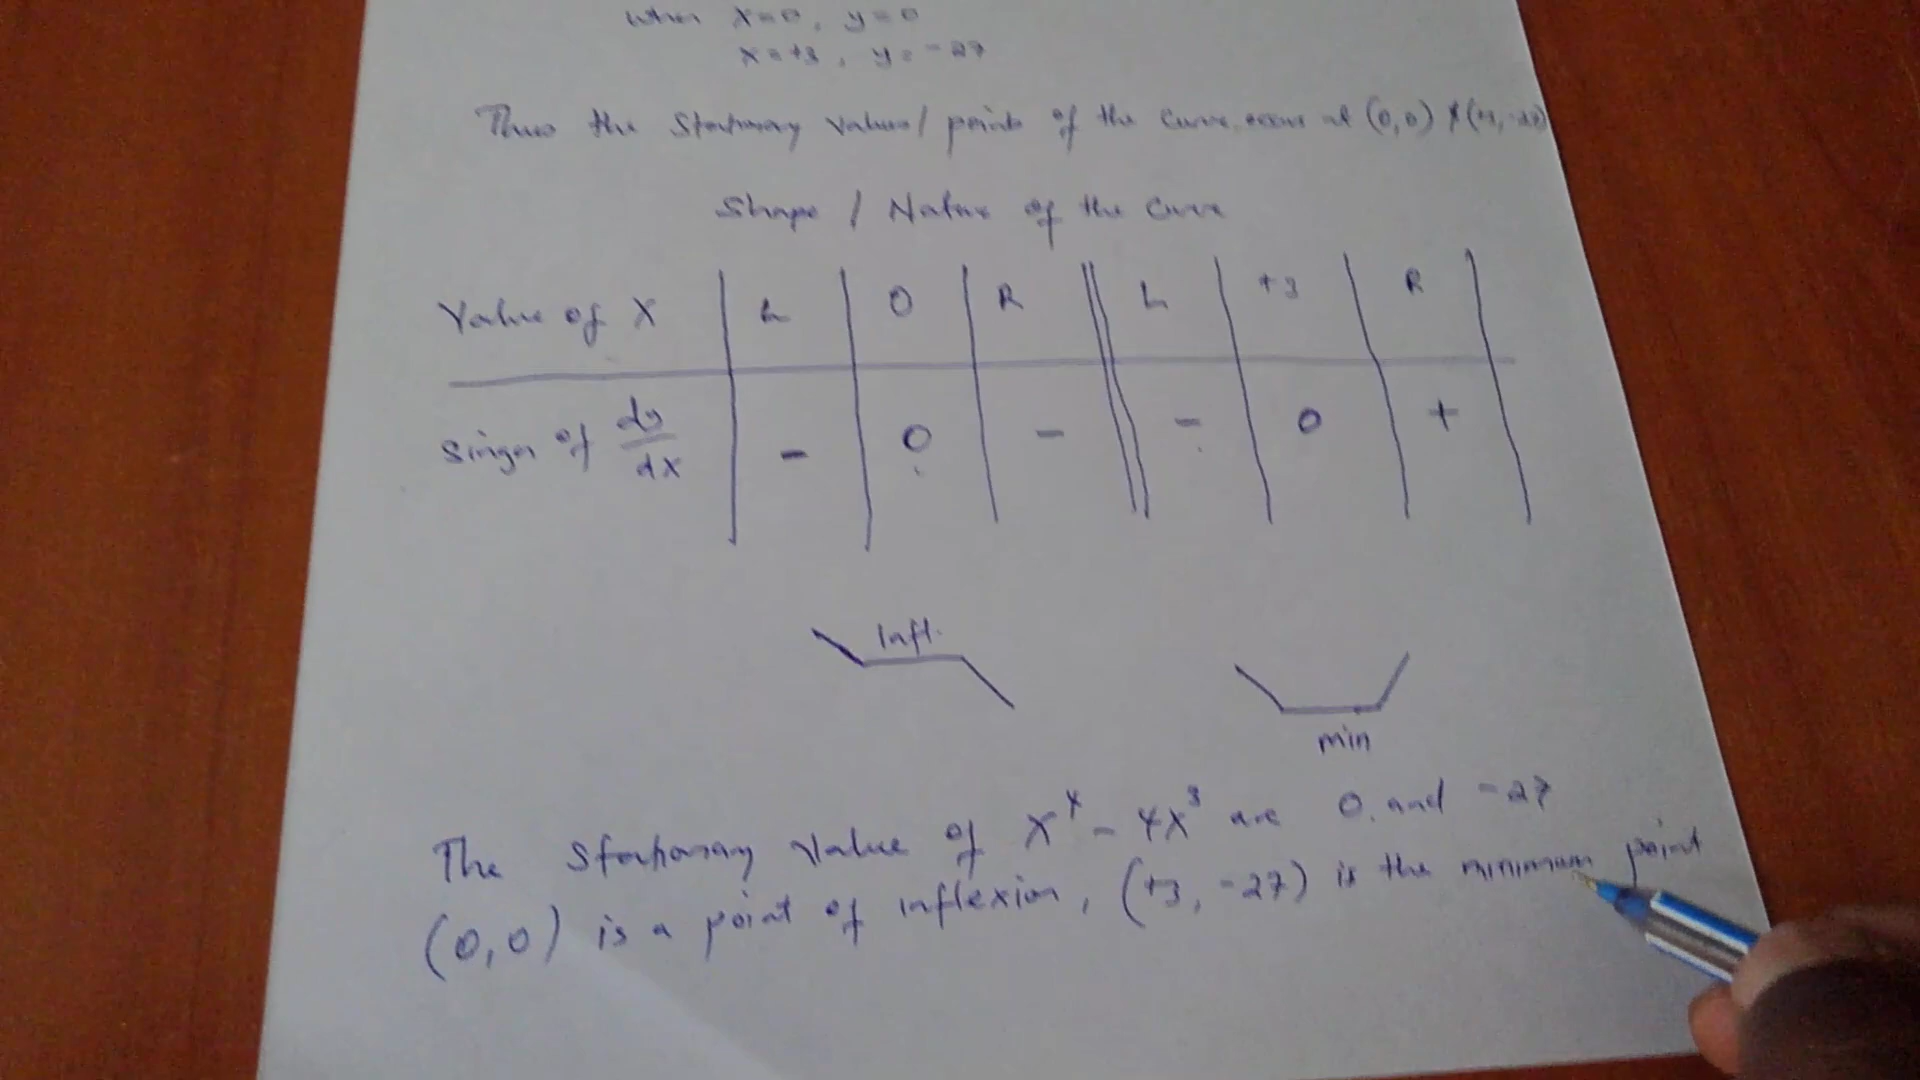 When x=0, y=0
x=+3, y=-27
Thus the Stationary Values/ points of the curve occurs at (0,0) & (+3,-27)
Shape / Nature of the Curve
Value of X L 0 R L +3 R
Singn of dy/dx - 0 - - 0 +
Infl.
min
The Stationary Value of x⁴ - 4x³ are 0 and -27
(0,0) is a point of inflexion, (+3,-27) is the minimum point